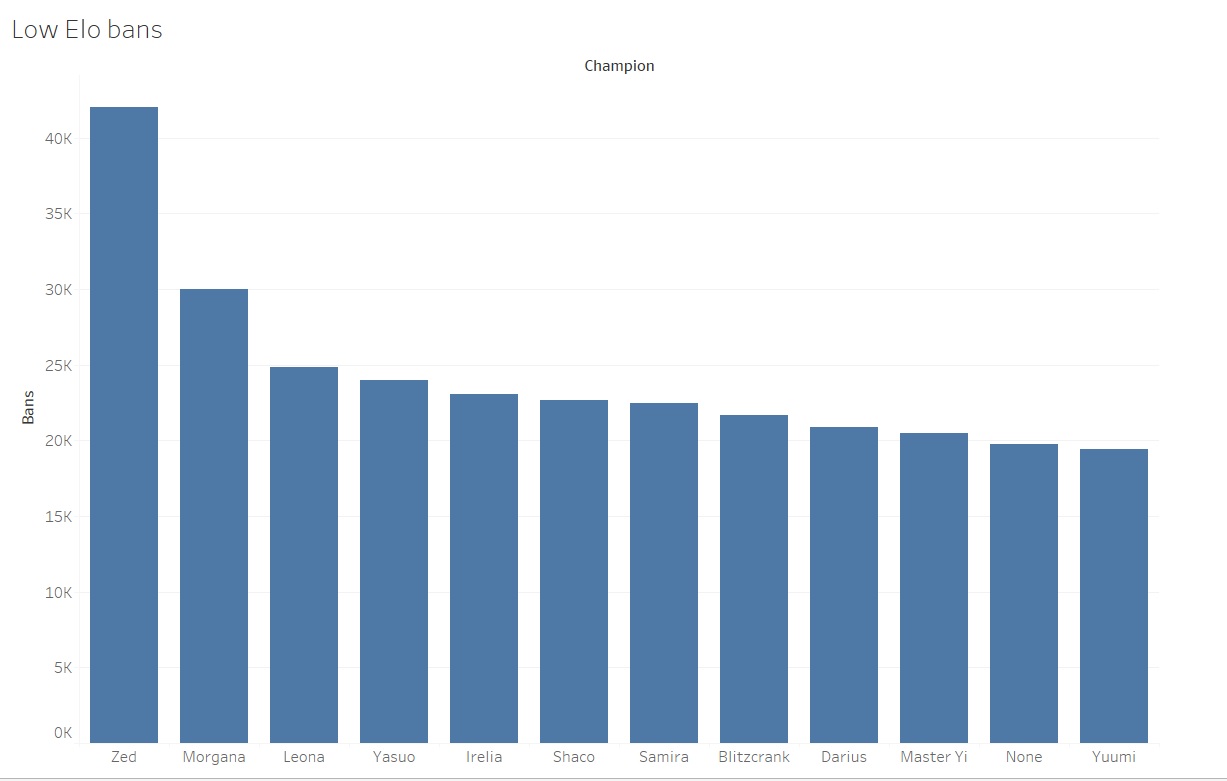 Low Elo bans
Champion
40K
35K
30K
25K
20K
15K
10K
5K
0K
Bans
Zed Morgana Leona Yasuo Irelia Shaco Samira Blitzcrank Darius Master Yi None Yuumi